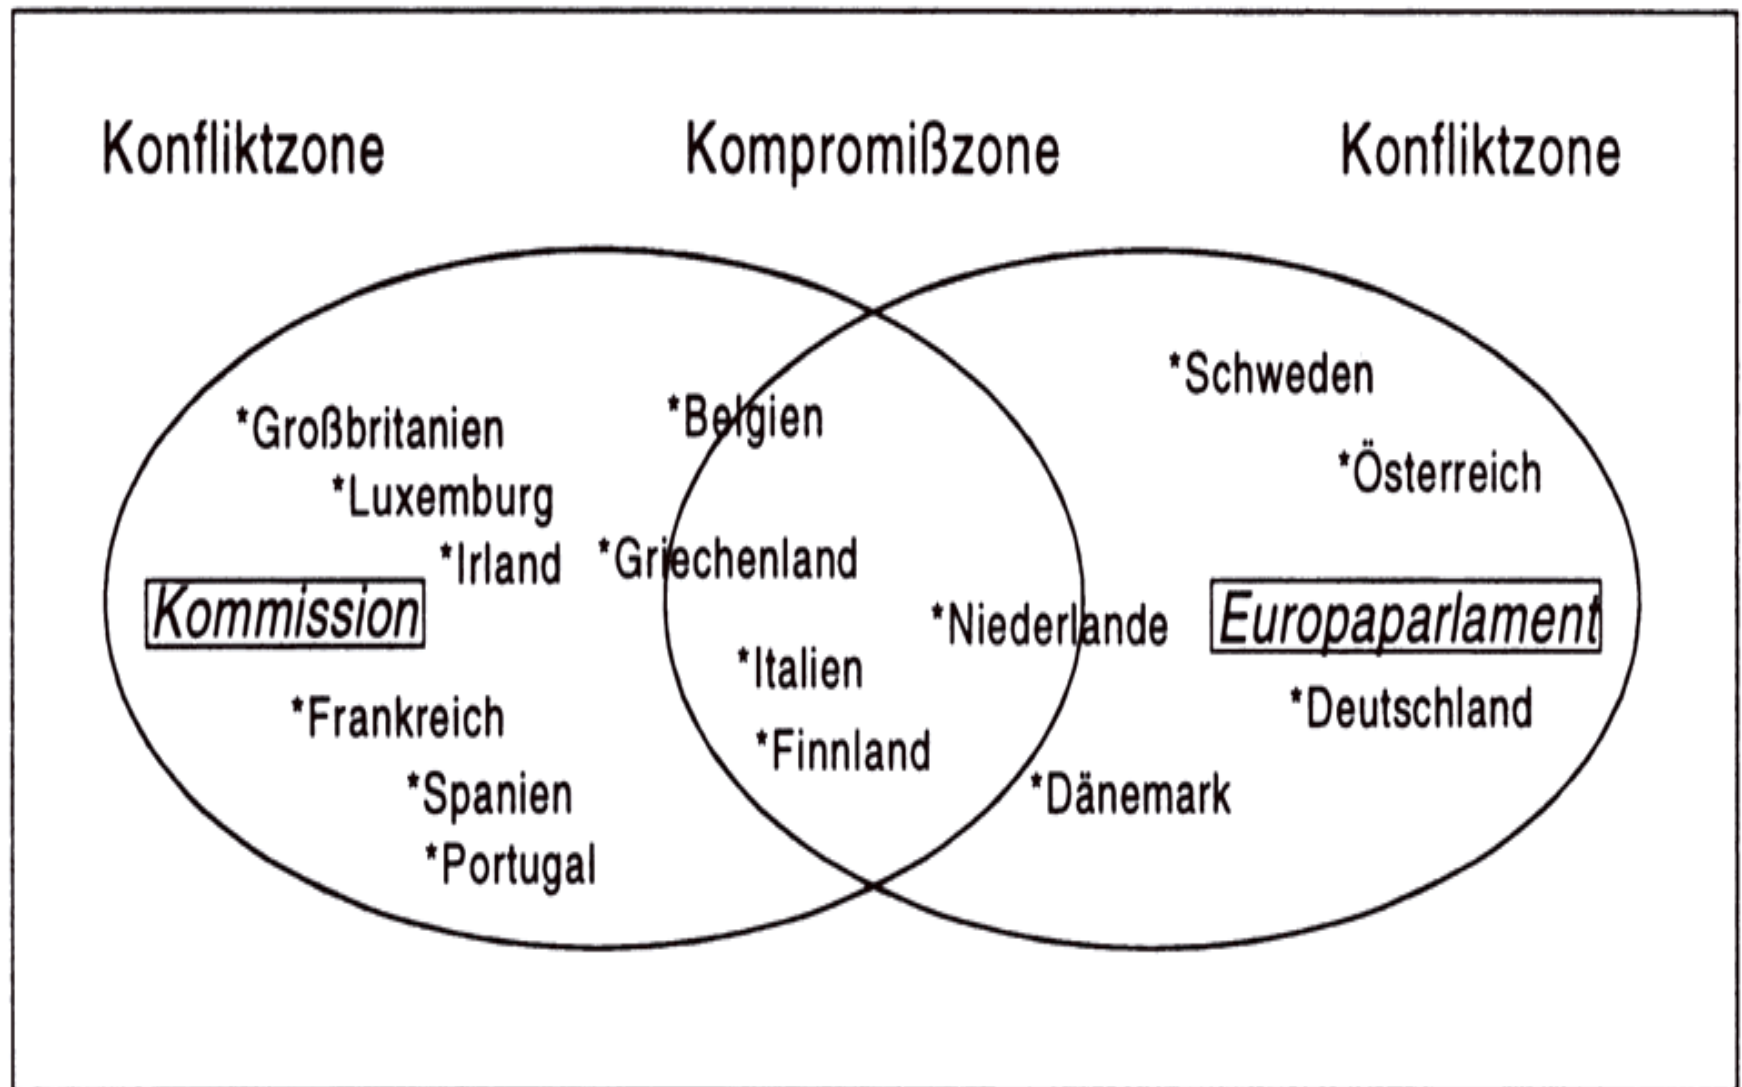 Konfliktzone Kompromißzone Konfliktzone
*Schweden
*Großbritanien *Belgien
*Österreich
*Luxemburg
*Irland *Griechenland
Kommission *Niederlande Europaparlament
*Italien
*Frankreich *Deutschland
*Finnland
*Spanien *Dänemark
*Portugal